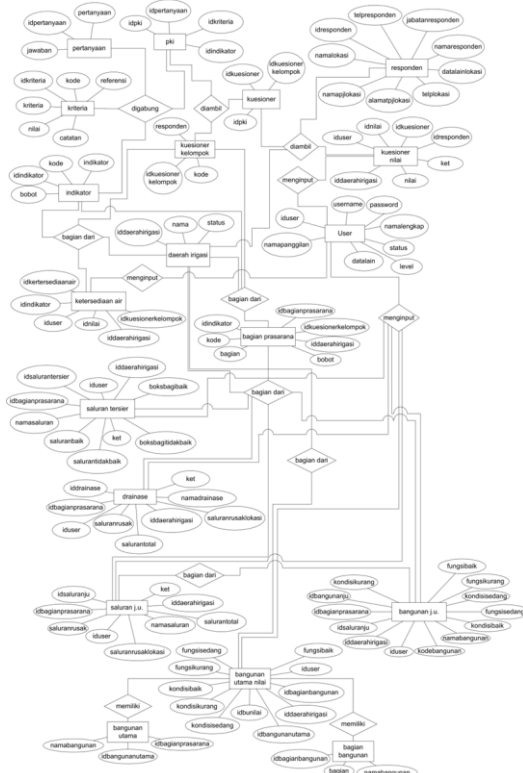 pertanyaan
idpertanyaan
jawaban
pertanyaan
idpertanyaan
idpki
idkriteria
pki
idindikator
telpresponden
jabatanresponden
idresponden
namaresponden
namalokasi
responden
datalainlokasi
namapjlokasi
alamatpjlokasi
telplokasi
idkriteria
kode
referensi
kriteria
kriteria
nilai
catatan
digabung
diambil
idkuesioner
idkuesioner
kelompok
kuesioner
idpki
responden
kuesioner
kelompok
idkuesioner
kelompok
kode
diambil
idnilai
idkuesioner
iduser
idresponden
kuesioner
nilai
ket
iddaerahirigasi
nilai
menginput
kode
indikator
idindikator
indikator
bobot
bagian dari
iddaerahirigasi
nama
status
daerah irigasi
username
password
iduser
namalengkap
User
namapanggilan
status
datalain
level
menginput
menginput
idkertersediaanair
ketersediaan air
idindikator
iduser
idnilai
idkuesionerkelompok
iddaerahirigasi
bagian dari
idbagianprasarana
idindikator
idkuesionerkelompok
kode
bagian prasarana
iddaerahirigasi
bagian
bobot
iddaerahirigasi
idsalurantersier
iduser
boksbagibaik
idbagianprasarana
saluran tersier
namasaluran
saluranbaik
ket
boksbagitidakbaik
salurantidakbaik
bagian dari
bagian dari
iddrainase
ket
drainase
namadrainase
idbagianprasarana
iduser
saluranrusak
iddaerahirigasi
saluranrusaklokasi
salurantotal
bagian dari
ket
idsaluranju
idbagianprasarana
saluran j.u.
iddaerahirigasi
saluranrusak
iduser
namasaluran
salurantotal
saluranrusaklokasi
fungsibaik
kondisikurang
fungsikurang
idbangunanju
kondisisedang
idbagianprasarana
bangunan j.u.
fungsisedang
idsaluranju
kondisibaik
iddaerahirigasi
namabangunan
iduser
kodebangunan
fungsisedang
fungsibaik
fungsikurang
iduser
bangunan
utama nilai
kondisibaik
idbagianbangunan
kondisikurang
idbunilai
iddaerahirigasi
kondisisedang
idbangunanutama
memiliki
memiliki
bangunan
utama
namabangunan
idbagianprasarana
idbangunanutama
bagian
bangunan
idbagianbangunan
bagian
namabangunan